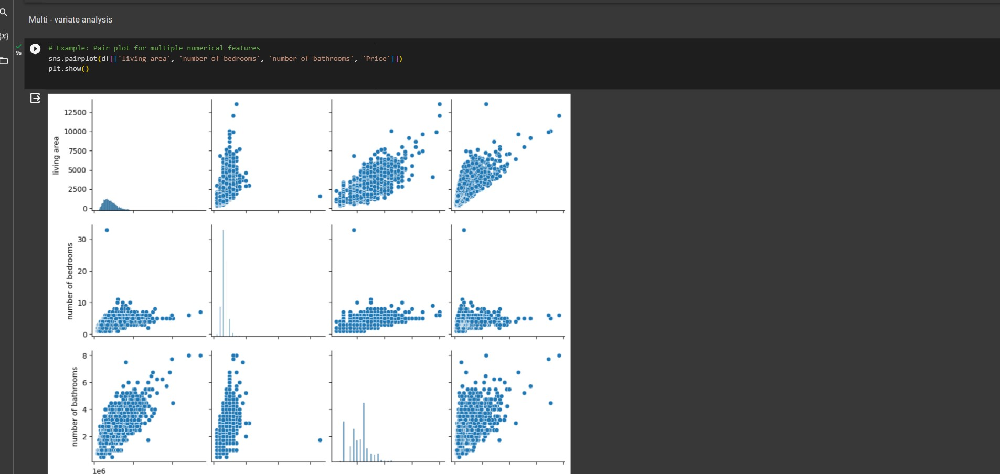 Multi - variate analysis
{x}
9s
# Example: Pair plot for multiple numerical features
sns.pairplot(df[['living area', 'number of bedrooms', 'number of bathrooms', 'Price']])
plt.show()
living area
12500
10000
7500
5000
2500
0
number of bedrooms
30
20
10
0
number of bathrooms
8
6
4
2
1e6